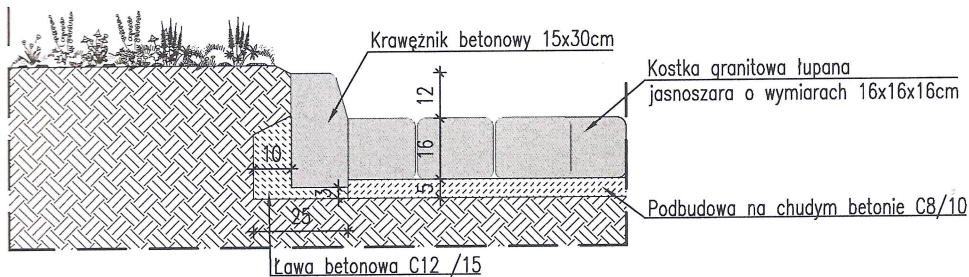 Krawężnik betonowy 15x30cm
Kostka granitowa łupana
jasnoszara o wymiarach 16x16x16cm
12
16
10
3
5
25
Podbudowa na chudym betonie C8/10
Ława betonowa C12 /15